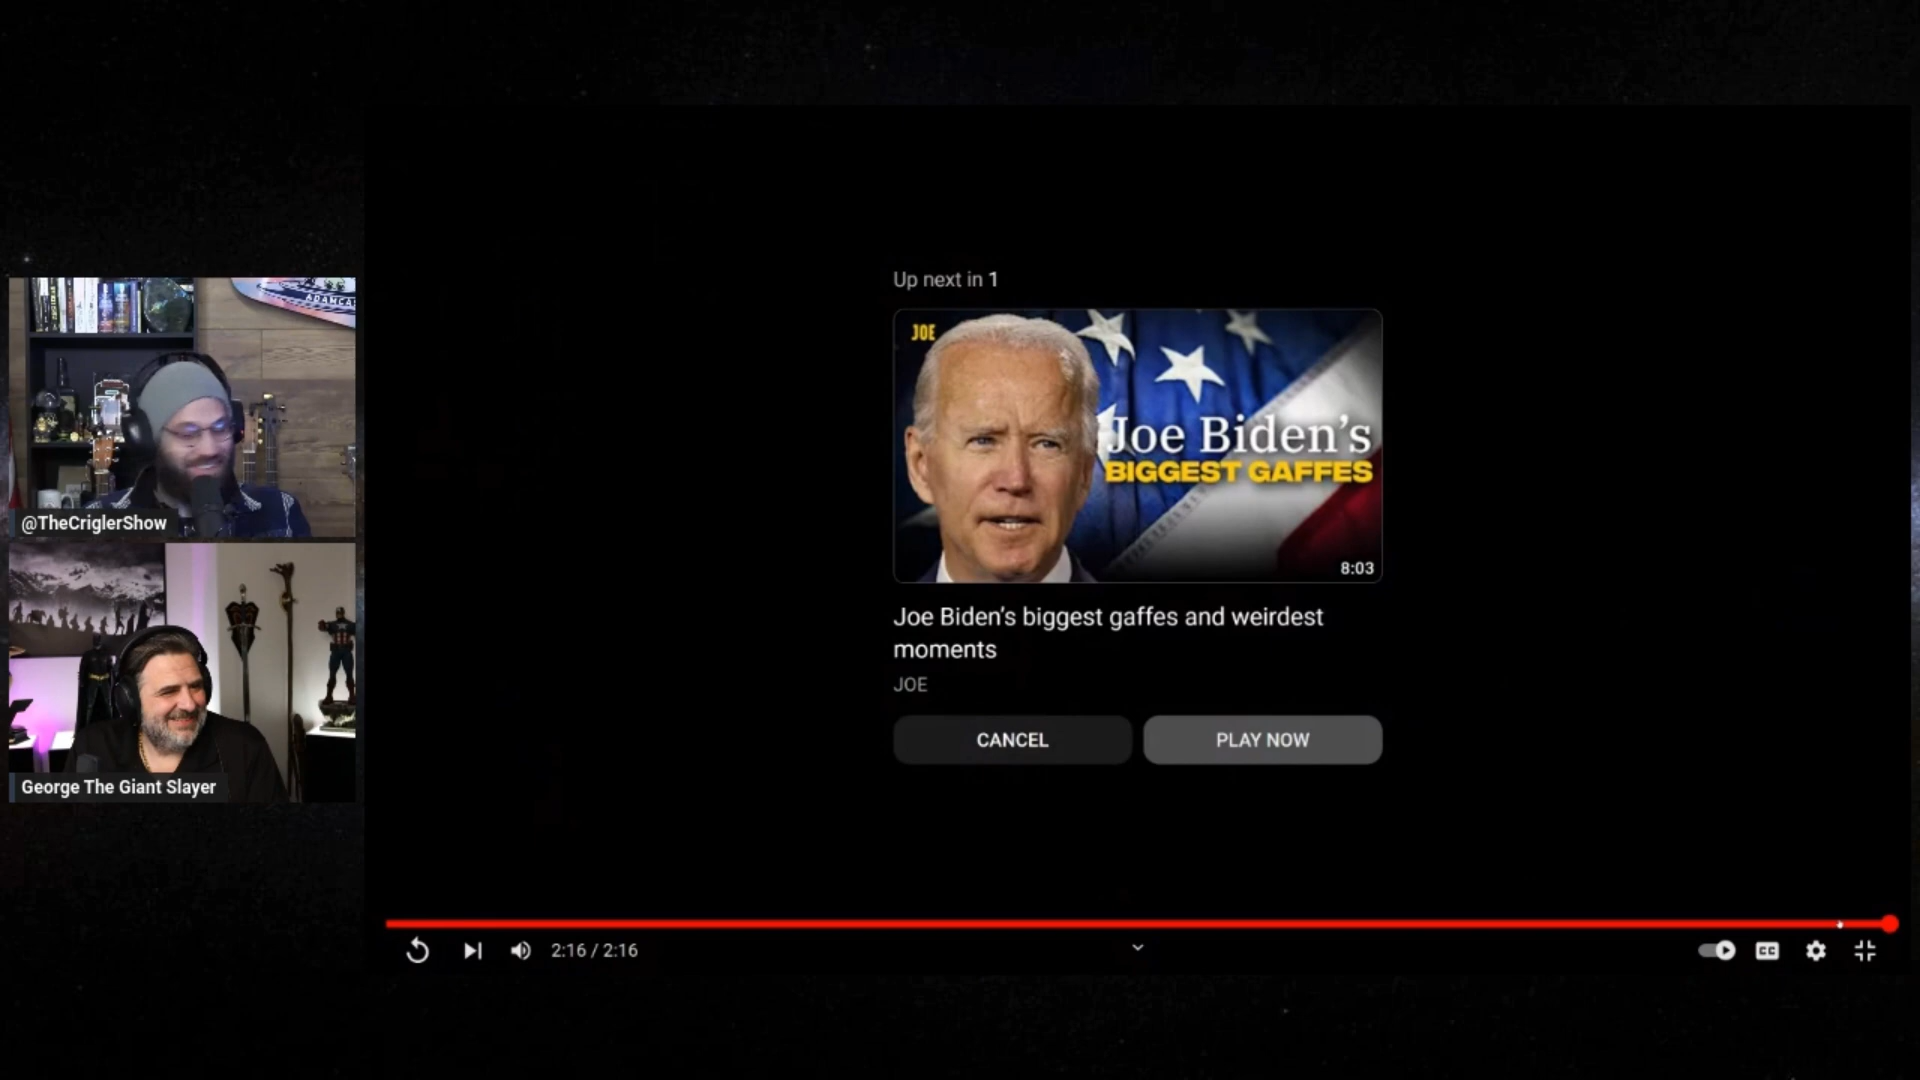 Up next in 1
JOE
Joe Biden's
BIGGEST GAFFES
8:03
Joe Biden's biggest gaffes and weirdest
moments
JOE
CANCEL
PLAY NOW
@TheCriglerShow
George The Giant Slayer
2:16 / 2:16
CC